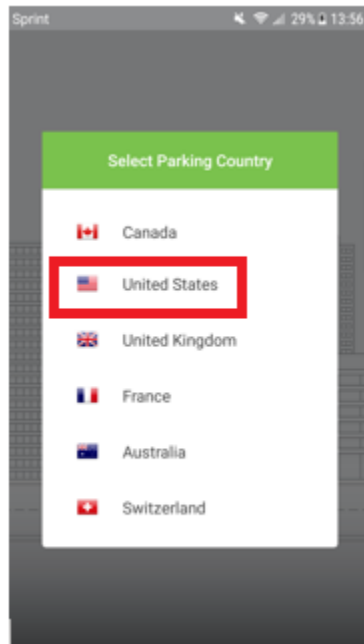 Sprint 29% 13:56
Select Parking Country
Canada
United States
United Kingdom
France
Australia
Switzerland